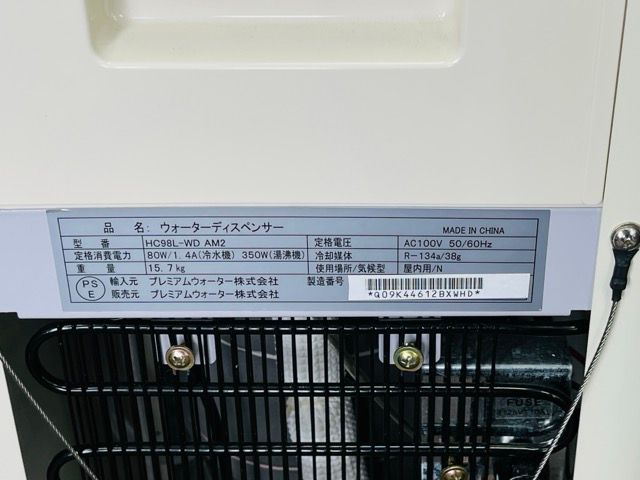 品 名: ウォーターディスペンサー MADE IN CHINA
型 番 HC98L-WD AM2 定格電圧 AC100V 50/60Hz
定格消費電力 80W/1.4A(冷水機) 350W(湯沸機) 冷却媒体 R-134a/38g
重 量 15.7kg 使用場所/気候型 屋内用/N
PS E
輸入元 プレミアムウォーター株式会社 製造番号
販売元 プレミアムウォーター株式会社 *Q09K44612BXWHD*
FUSE